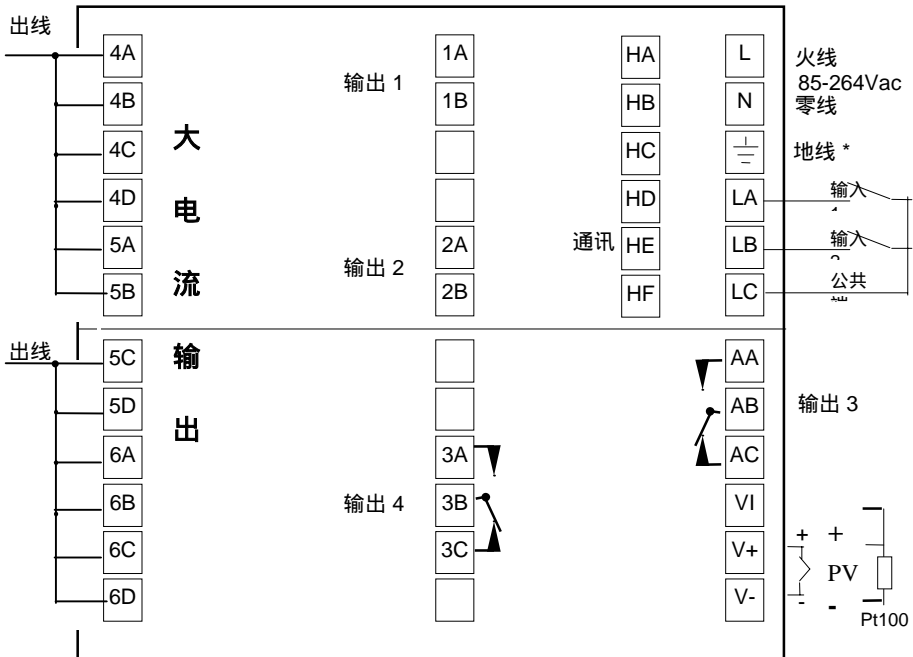 出线
4A 1A HA L 火线
输出 1 85-264Vac
4B 1B HB N 零线
大
4C HC 地线 *
4D HD LA 输入
电
5A 2A 通讯 HE LB 输入
输出 2
流
5B 2B HF LC 公共
出线
5C 输 AA
5D AB 输出 3
出
6A 3A AC
6B 输出 4 3B VI
6C 3C V+ + + PV
6D V- - -
Pt100